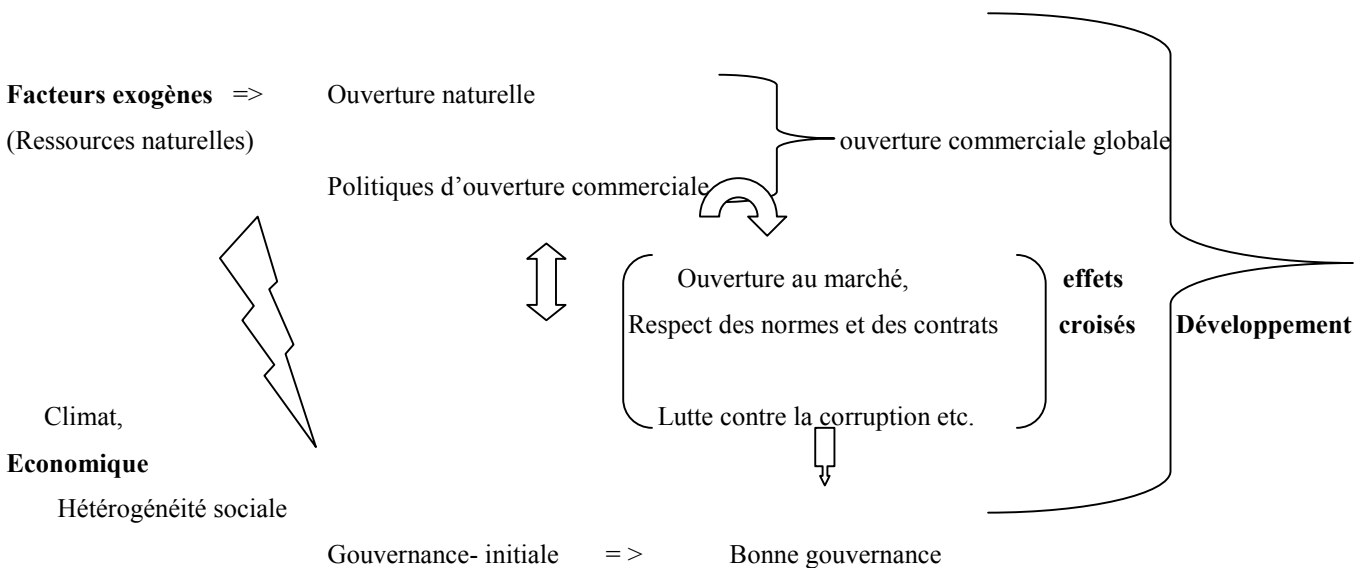 Facteurs exogènes => Ouverture naturelle
(Ressources naturelles) ouverture commerciale globale
Politiques d’ouverture commerciale
Ouverture au marché, effets
Respect des normes et des contrats croisés Développement
Climat, Lutte contre la corruption etc.
Economique
Hétérogénéité sociale
Gouvernance- initiale = > Bonne gouvernance